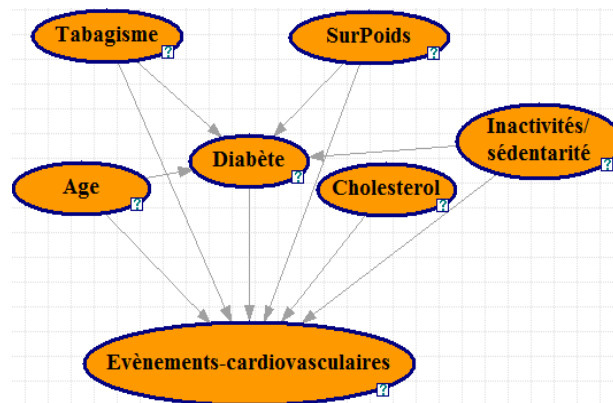 Tabagisme
?
SurPoids
?
Inactivités/
sédentarité
?
Diabète
?
Age
?
Cholesterol
?
Evènements-cardiovasculaires
?